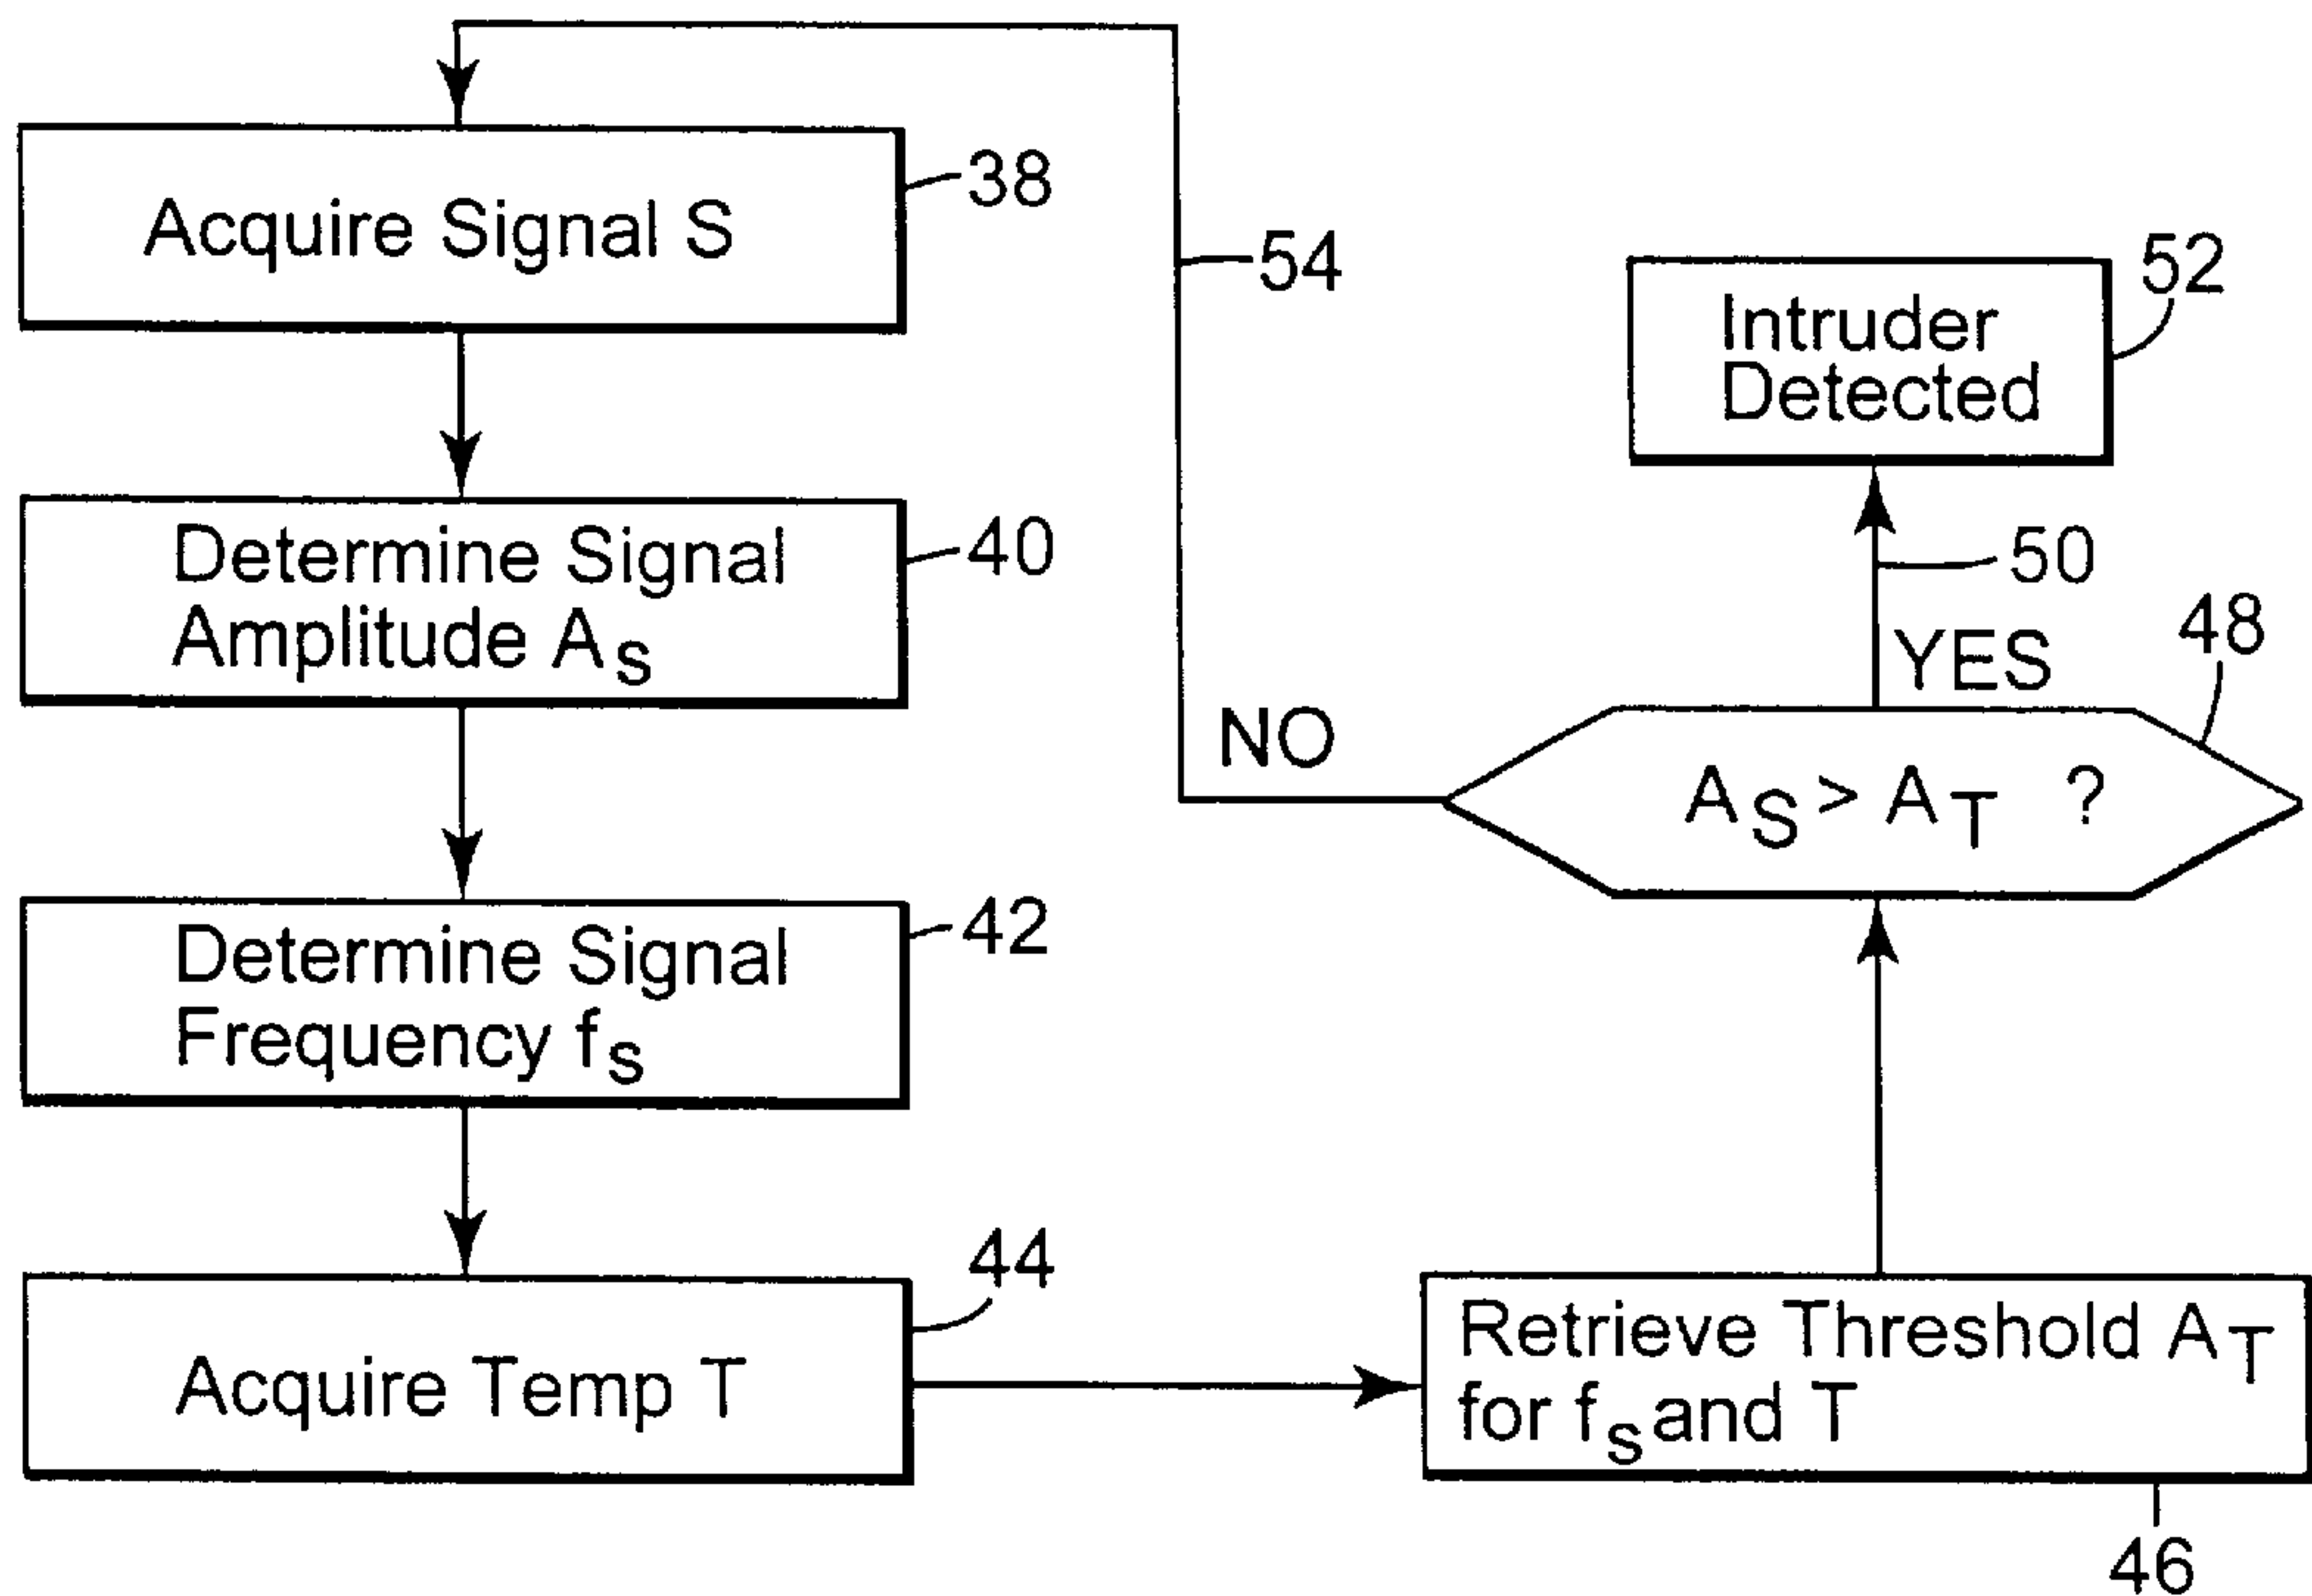 Acquire Signal S
38
Determine Signal
Amplitude A_S
40
Determine Signal
Frequency f_S
42
Acquire Temp T
44
Retrieve Threshold A_T
for f_s and T
46
A_S > A_T ?
48
YES
50
Intruder
Detected
52
NO
54